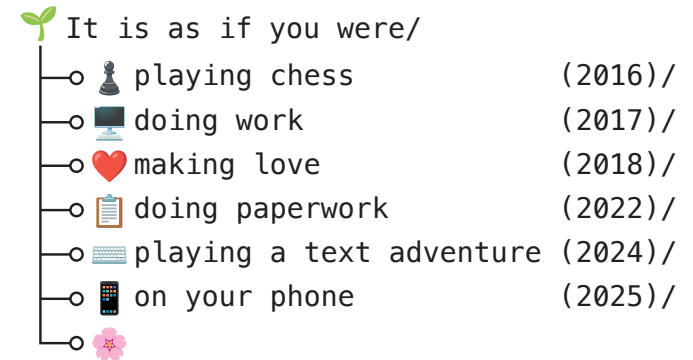 🌱 It is as if you were/
♟️ playing chess (2016)/
🖥️ doing work (2017)/
❤️ making love (2018)/
📋 doing paperwork (2022)/
⌨️ playing a text adventure (2024)/
📱 on your phone (2025)/
🌸